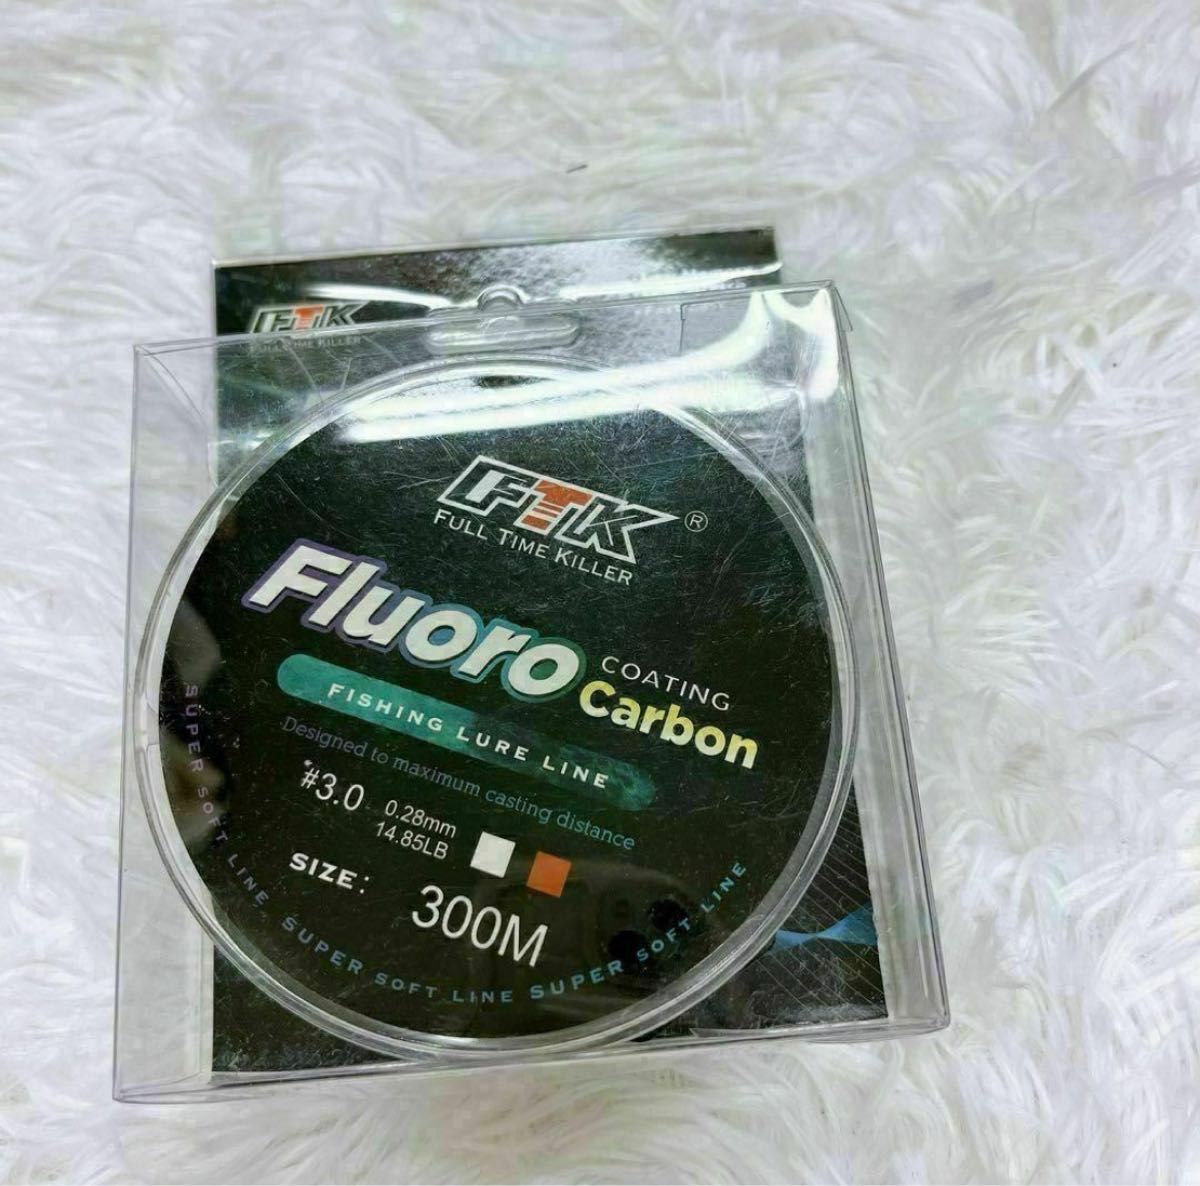 FTK
FULL TIME KILLER
FTK®
FULL TIME KILLER
Fluoro
COATING
Carbon
FISHING LURE LINE
Designed to maximum casting distance
#3.0 0.28mm
14.85LB
SIZE: 300M
SUPER SOFT LINE SUPER SOFT LINE SUPER SOFT LINE